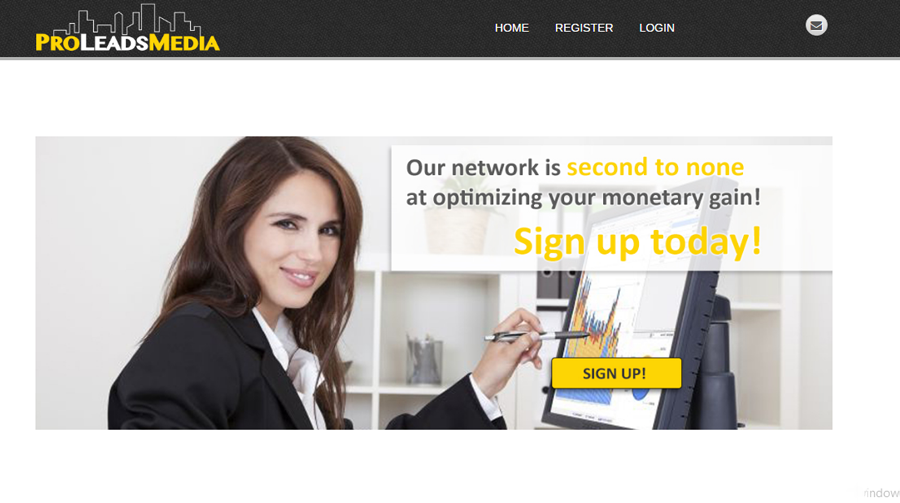 PROLEADSMEDIA
HOME REGISTER LOGIN
Our network is second to none
at optimizing your monetary gain!
Sign up today!
SIGN UP!